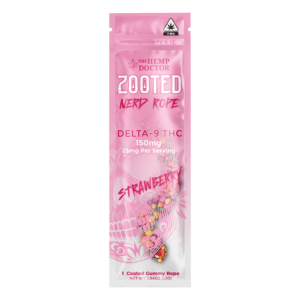 THE HEMP
DOCTOR
ZOOTED
NERD ROPE
DELTA-9 THC
150mg
25mg Per Serving
STRAWBERRY
1 Coated Gummy Rope